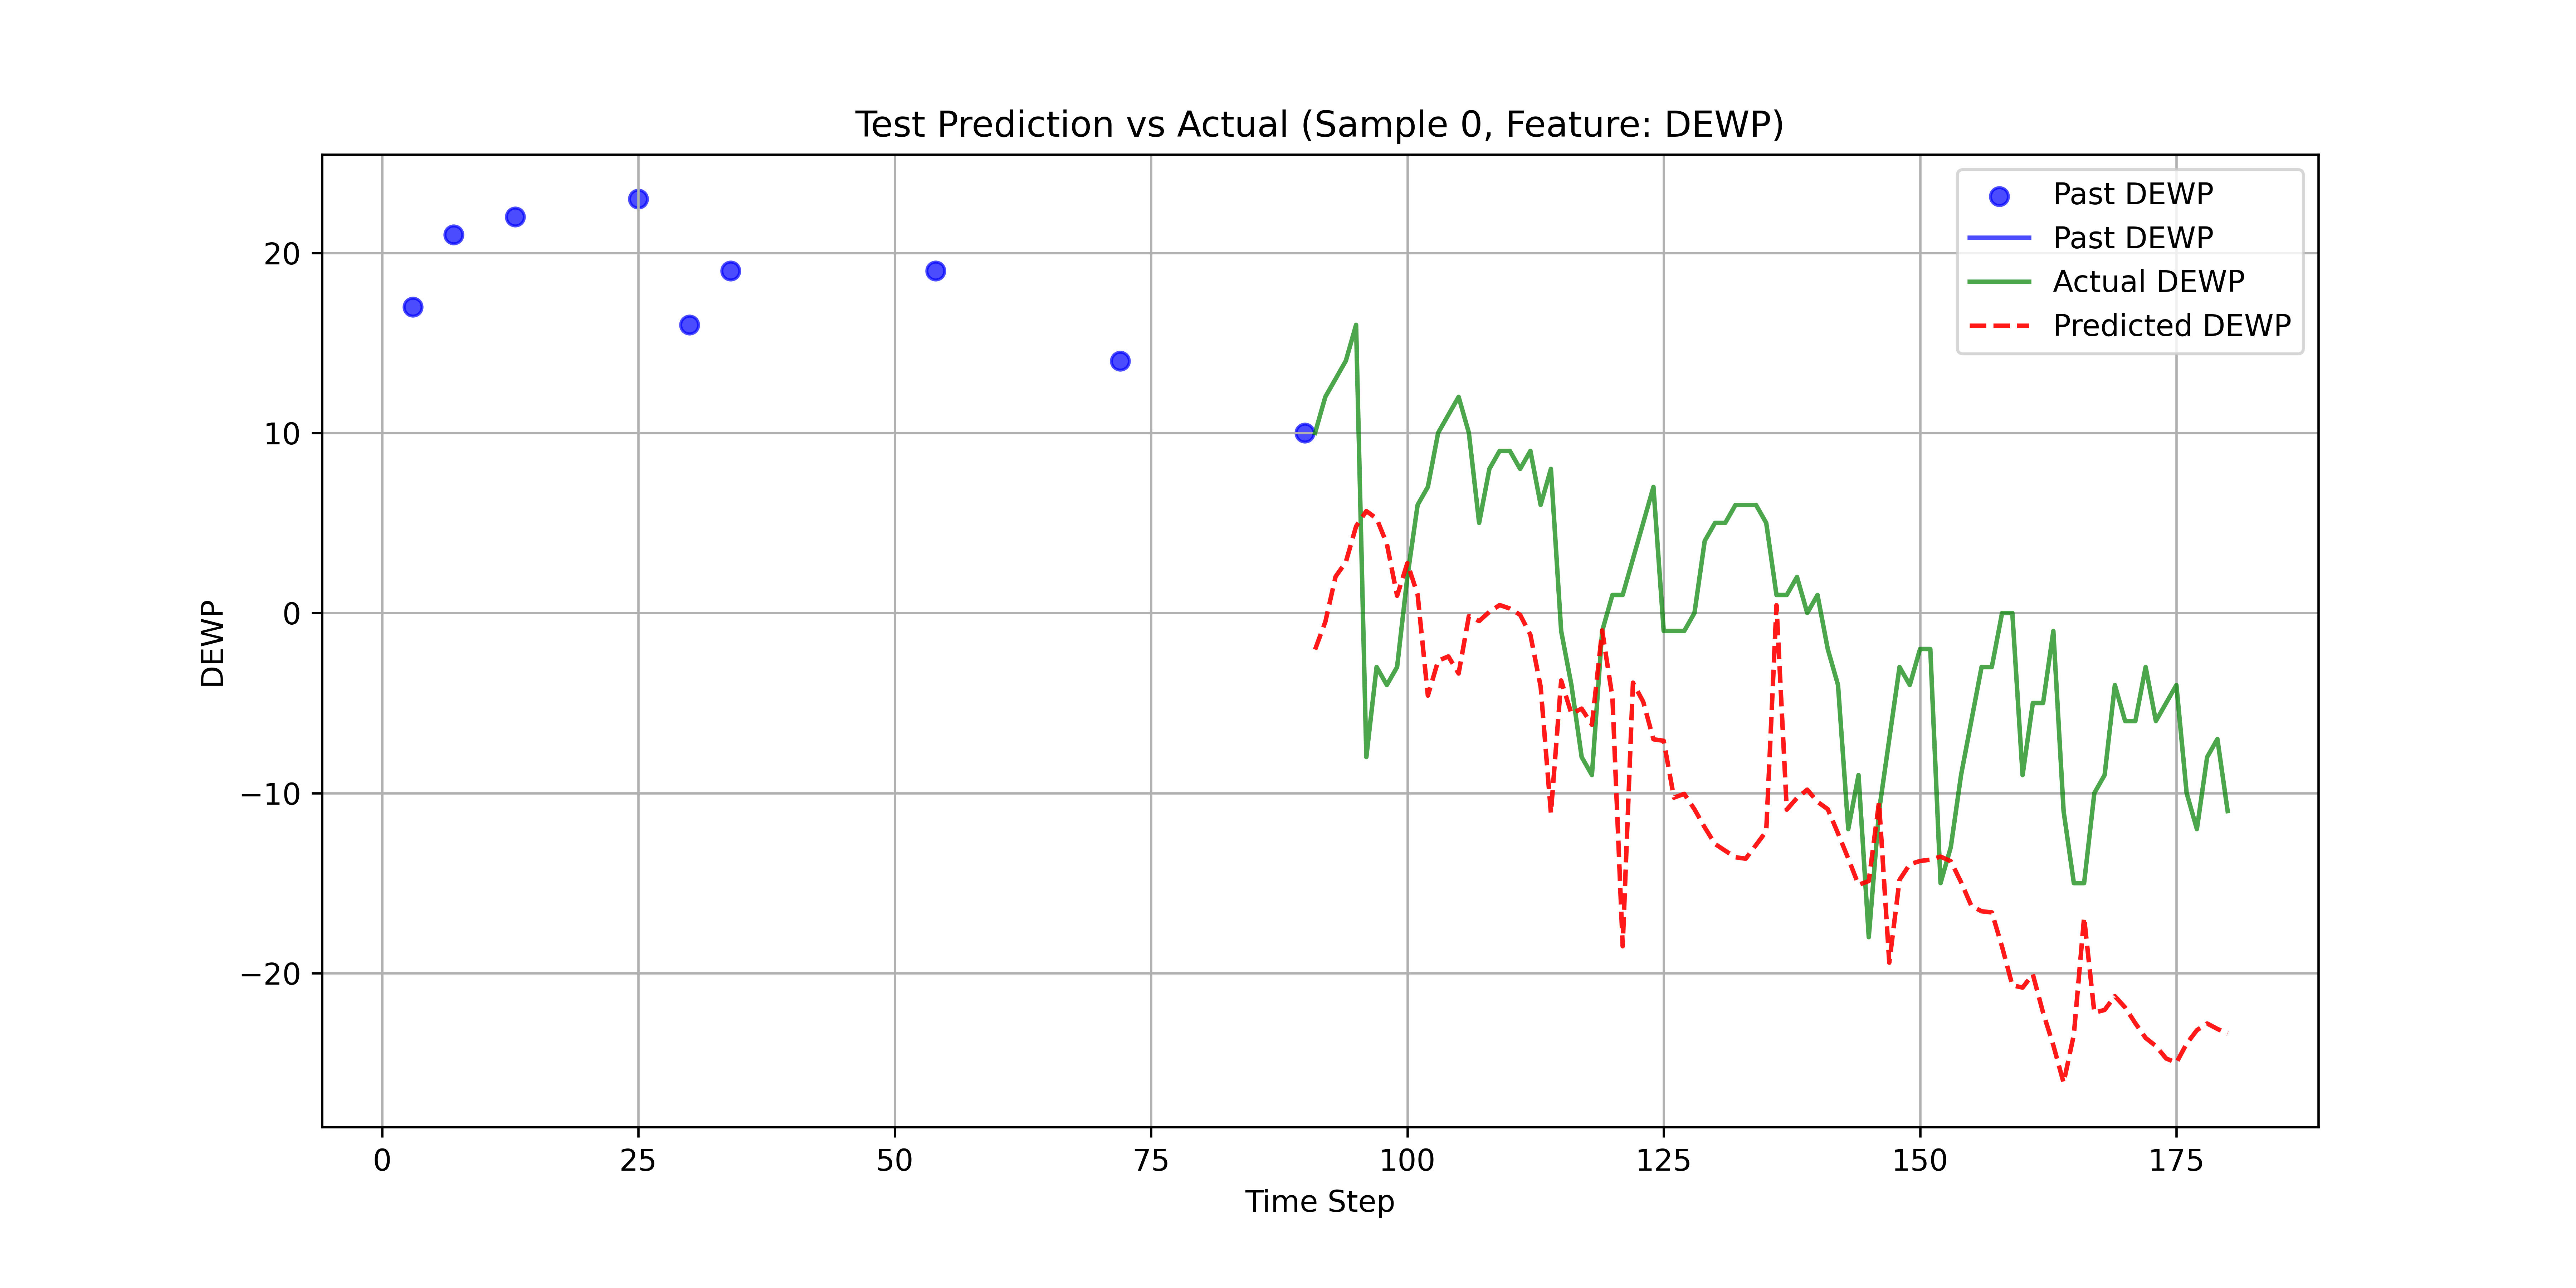 Test Prediction vs Actual (Sample 0, Feature: DEWP)
Past DEWP
Past DEWP
Actual DEWP
Predicted DEWP
20
10
0
−10
−20
DEWP
0 25 50 75 100 125 150 175
Time Step